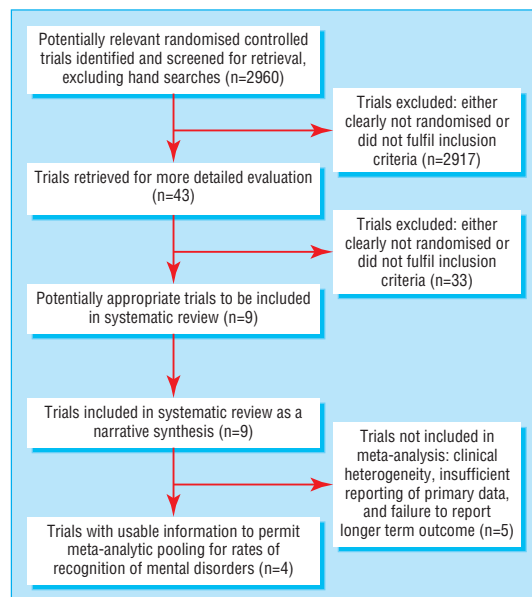 Potentially relevant randomised controlled
trials identified and screened for retrieval,
excluding hand searches (n=2960)
Trials excluded: either
clearly not randomised or
did not fulfil inclusion
criteria (n=2917)
Trials retrieved for more detailed evaluation
(n=43)
Trials excluded: either
clearly not randomised or
did not fulfil inclusion
criteria (n=33)
Potentially appropriate trials to be included
in systematic review (n=9)
Trials included in systematic review as a
narrative synthesis (n=9)
Trials not included in
meta-analysis: clinical
heterogeneity, insufficient
reporting of primary data,
and failure to report
longer term outcome (n=5)
Trials with usable information to permit
meta-analytic pooling for rates of
recognition of mental disorders (n=4)